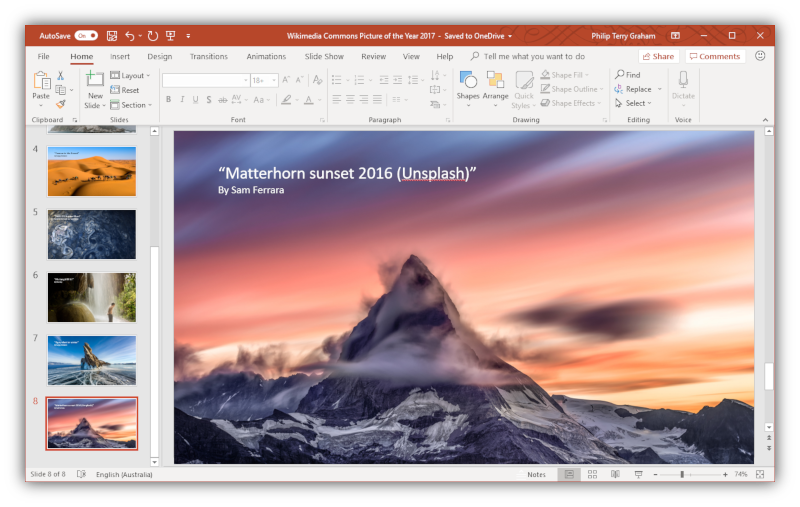 AutoSave On Wikimedia Commons Picture of the Year 2017 - Saved to OneDrive Philip Terry Graham
File Home Insert Design Transitions Animations Slide Show Review View Help Tell me what you want to do Share Comments
Paste
New
Slide
Layout
Reset
Section
18+
B I U S ab AV Aa A
Shapes Arrange Quick
Styles
Shape Fill
Shape Outline
Shape Effects
Find
Replace
Select
Dictate
Clipboard Slides Font Paragraph Drawing Editing Voice
4
5
6
7
8
“Matterhorn sunset 2016 (Unsplash)”
By Sam Ferrara
Slide 8 of 8 English (Australia) Notes 74%